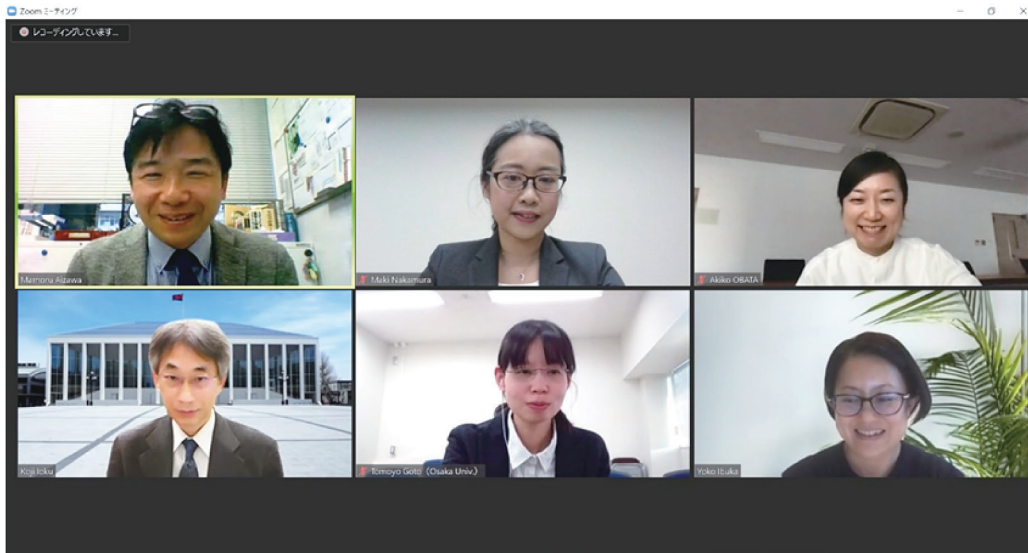 Zoom ミーティング
レコーディングしています...
Mamoru Aizawa
Maki Nakamura
Akiko OBATA
Koji Ioku
Tomoyo Goto (Osaka Univ.)
Yoko Ibuka